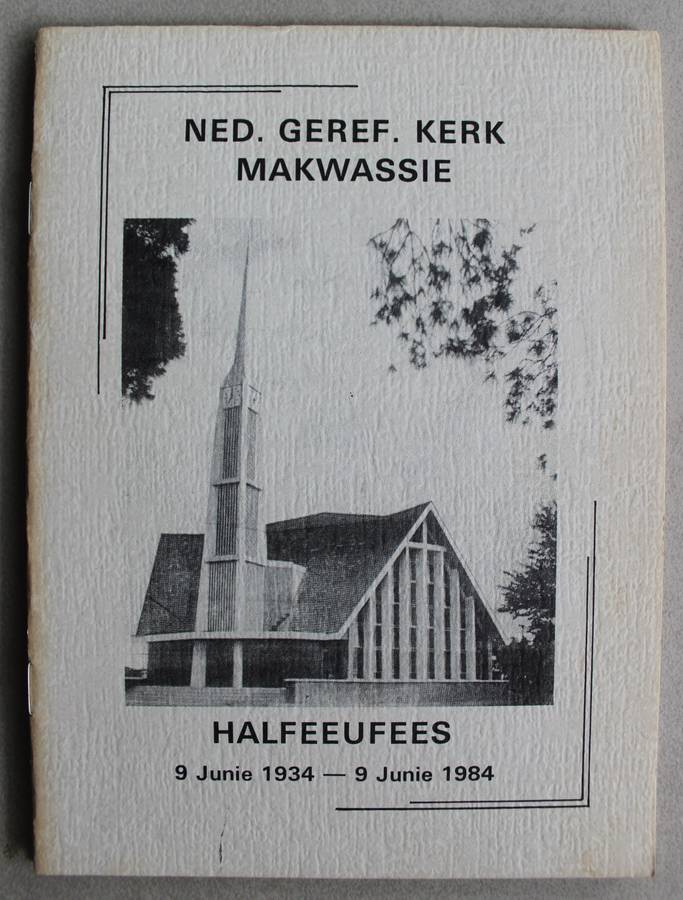 NED. GEREF. KERK
MAKWASSIE
HALFEEUFEES
9 Junie 1934 — 9 Junie 1984